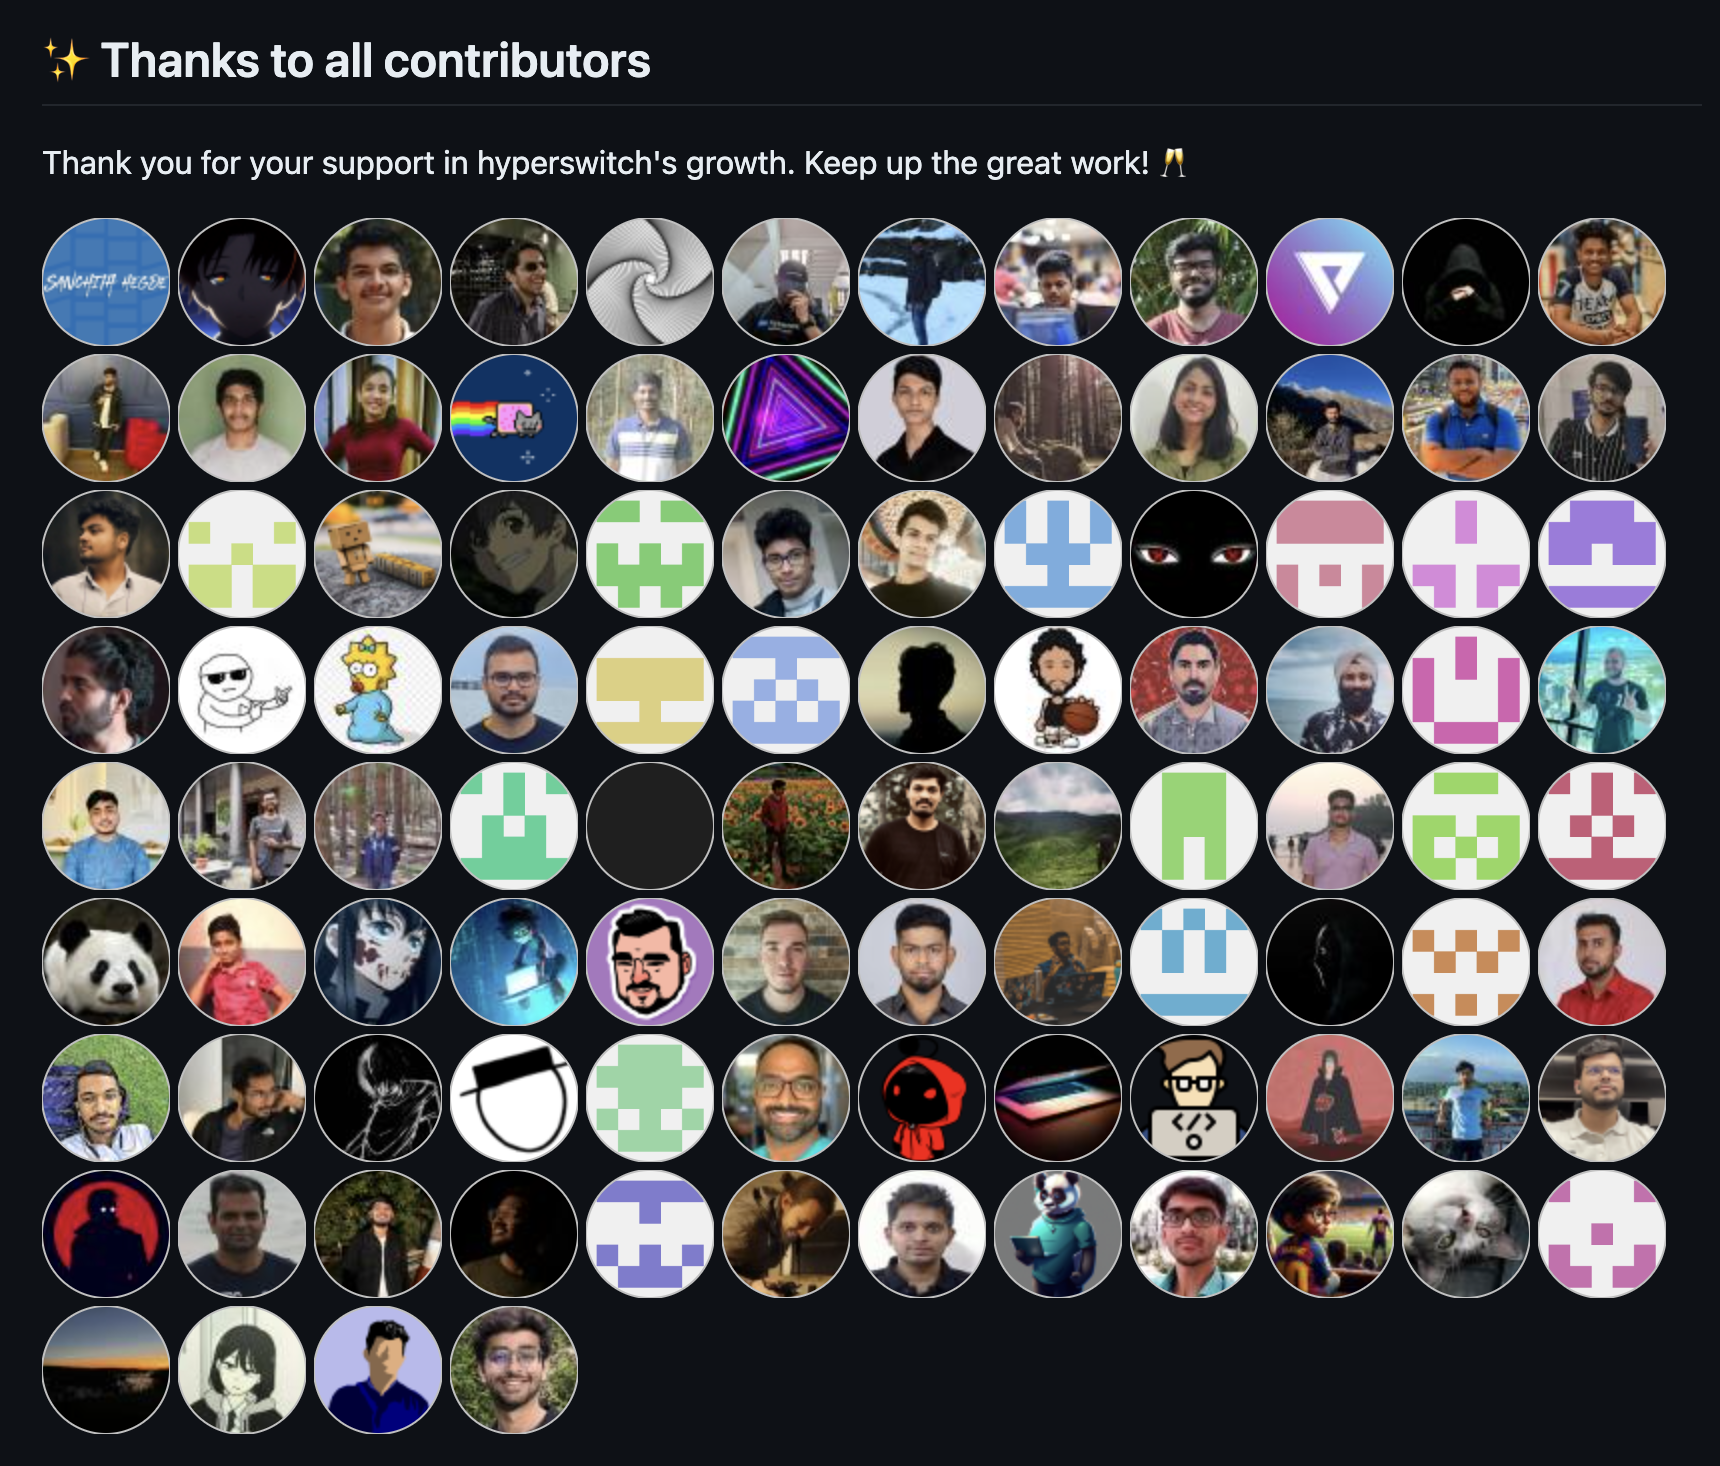 ✨ Thanks to all contributors
Thank you for your support in hyperswitch's growth. Keep up the great work! 🥂
SANCHITH HEGDE
TEAM